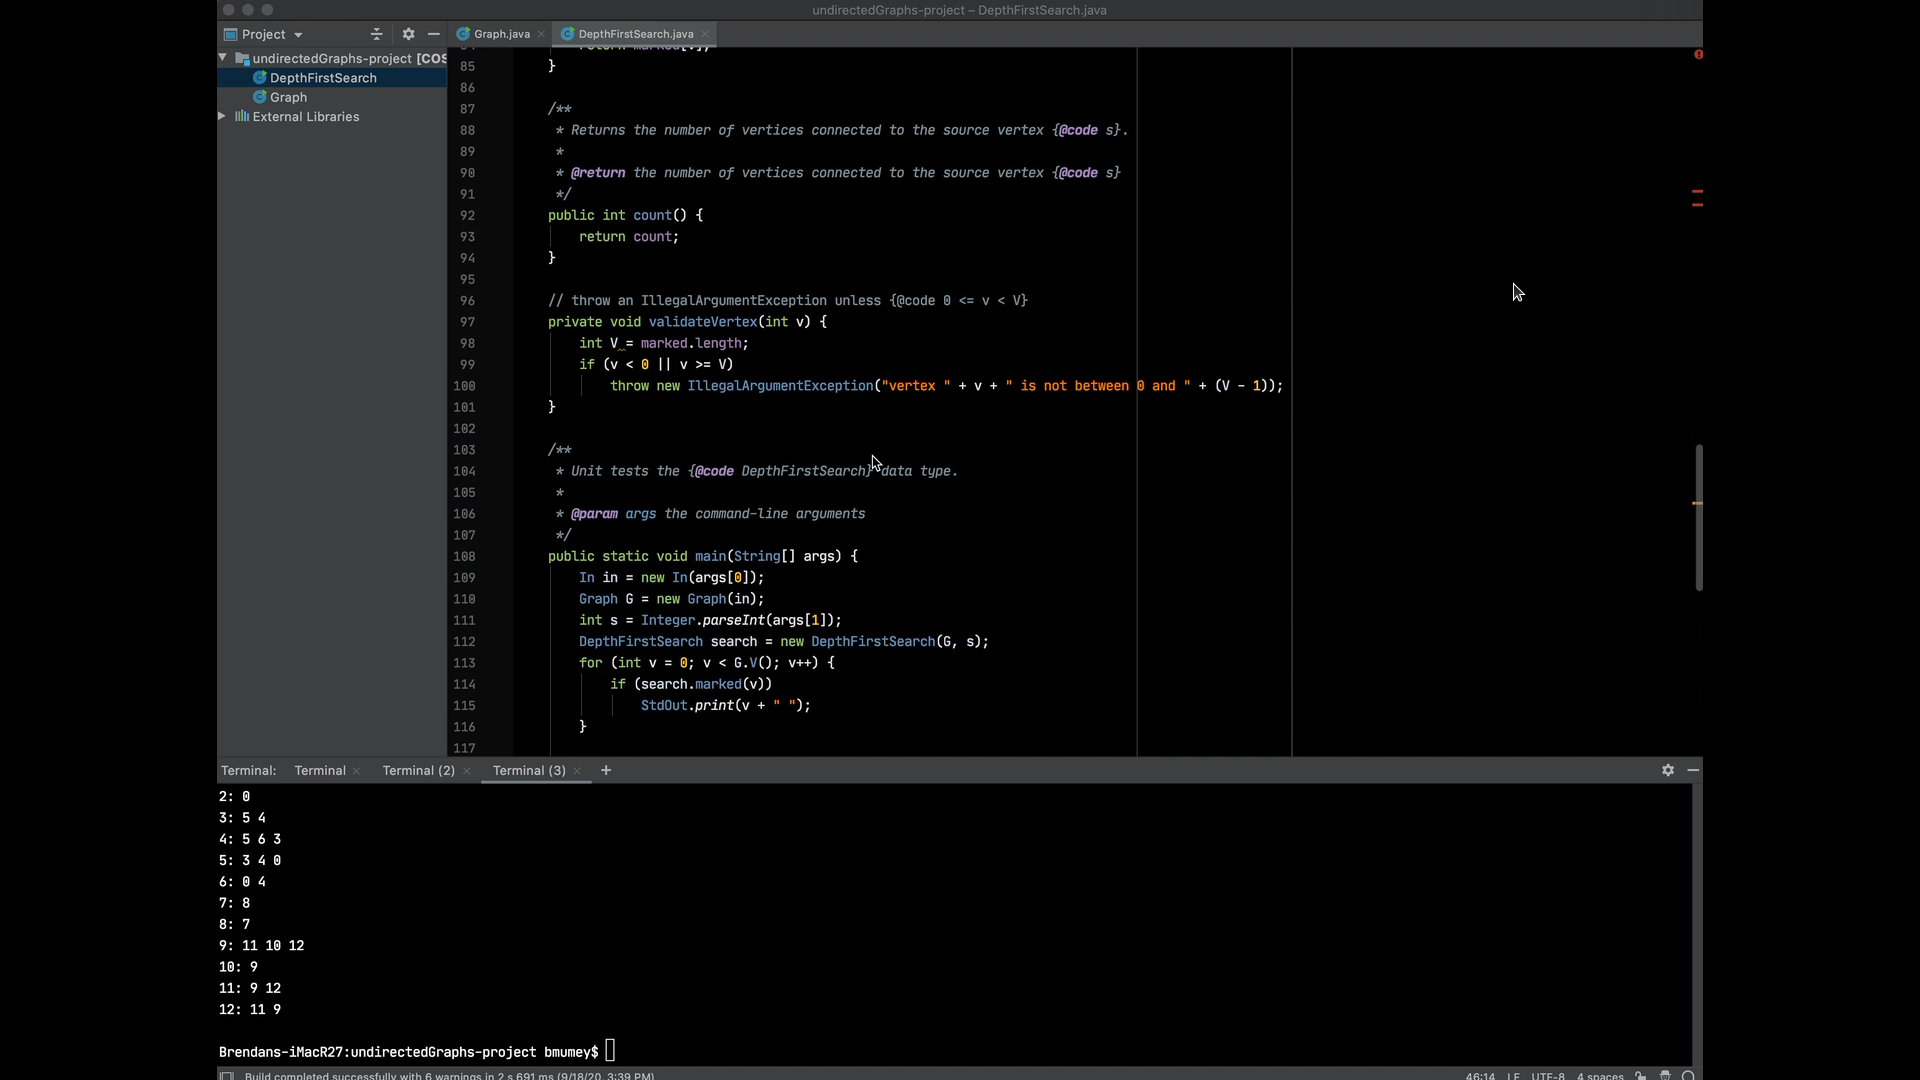 undirectedGraphs-project – DepthFirstSearch.java
Project
Graph.java
DepthFirstSearch.java
undirectedGraphs-project [COS
DepthFirstSearch
Graph
External Libraries
85 }
86
87 /**
88 * Returns the number of vertices connected to the source vertex {@code s}.
89 *
90 * @return the number of vertices connected to the source vertex {@code s}
91 */
92 public int count() {
93 return count;
94 }
95
96 // throw an IllegalArgumentException unless {@code 0 <= v < V}
97 private void validateVertex(int v) {
98 int V = marked.length;
99 if (v < 0 || v >= V)
100 throw new IllegalArgumentException("vertex " + v + " is not between 0 and " + (V - 1));
101 }
102
103 /**
104 * Unit tests the {@code DepthFirstSearch} data type.
105 *
106 * @param args the command-line arguments
107 */
108 public static void main(String[] args) {
109 In in = new In(args[0]);
110 Graph G = new Graph(in);
111 int s = Integer.parseInt(args[1]);
112 DepthFirstSearch search = new DepthFirstSearch(G, s);
113 for (int v = 0; v < G.V(); v++) {
114 if (search.marked(v))
115 StdOut.print(v + " ");
116 }
117
Terminal: Terminal Terminal (2) Terminal (3) +
2: 0
3: 5 4
4: 5 6 3
5: 3 4 0
6: 0 4
7: 8
8: 7
9: 11 10 12
10: 9
11: 9 12
12: 11 9
Brendans-iMacR27:undirectedGraphs-project bmumey$
Build completed successfully with 6 warnings in 2 s 691 ms (9/18/20, 3:39 PM) 46:14 LF UTF-8 4 spaces